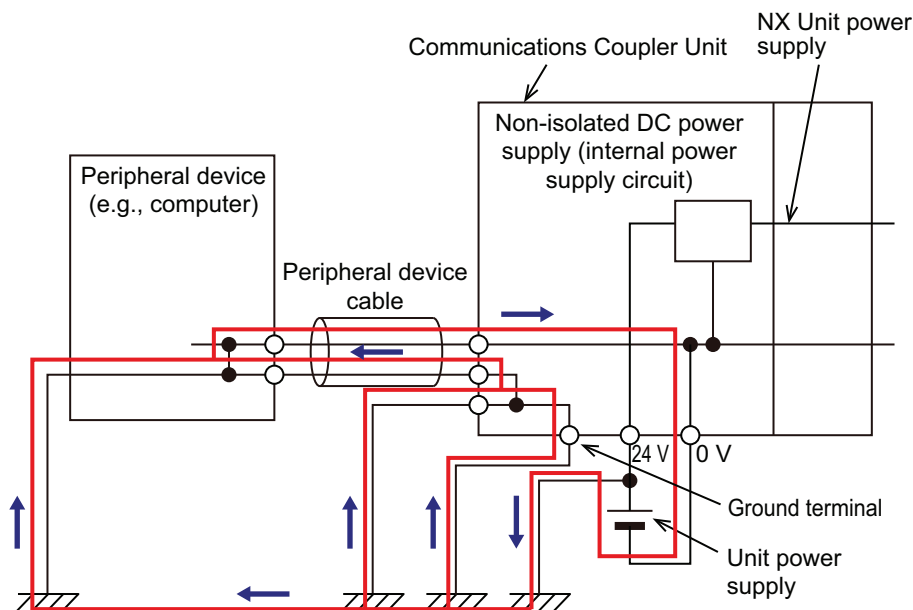 NX Unit power
supply
Communications Coupler Unit
Non-isolated DC power
supply (internal power
supply circuit)
Peripheral device
(e.g., computer)
Peripheral device
cable
24 V
0 V
Ground terminal
Unit power
supply